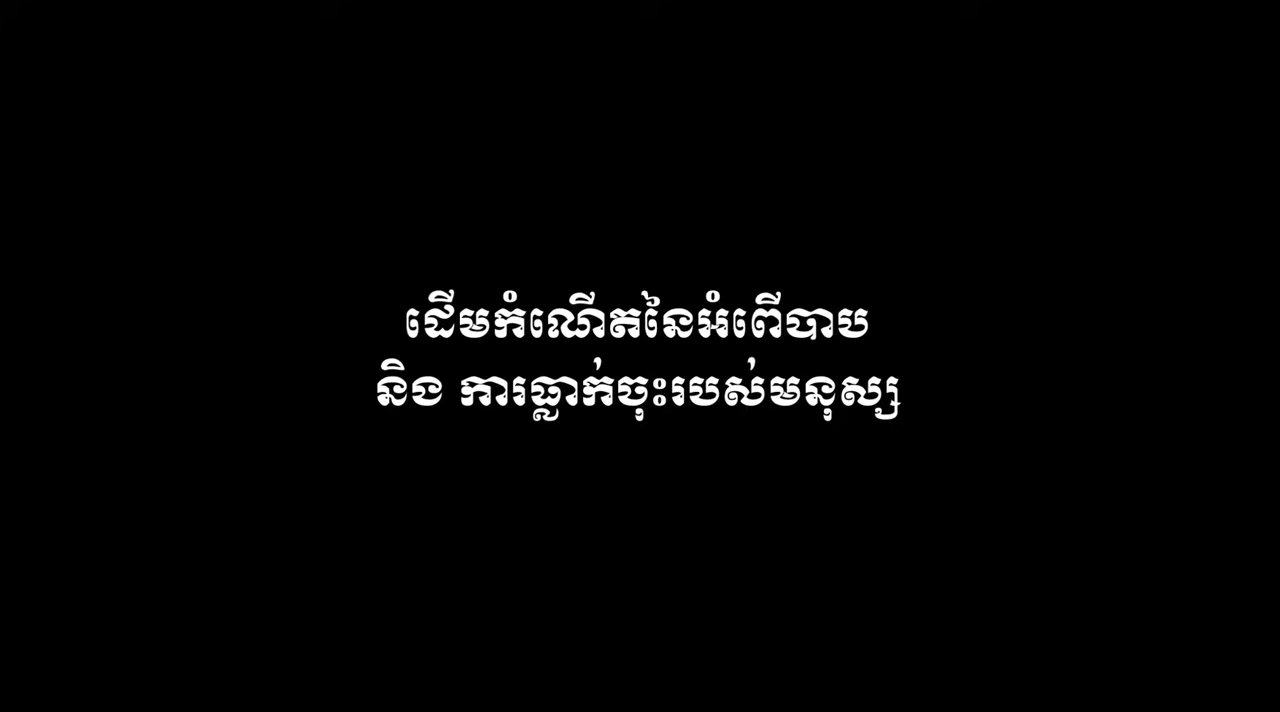 ដើមកំណើតនៃអំពើបាប
និង ការធ្លាក់ចុះរបស់មនុស្ស